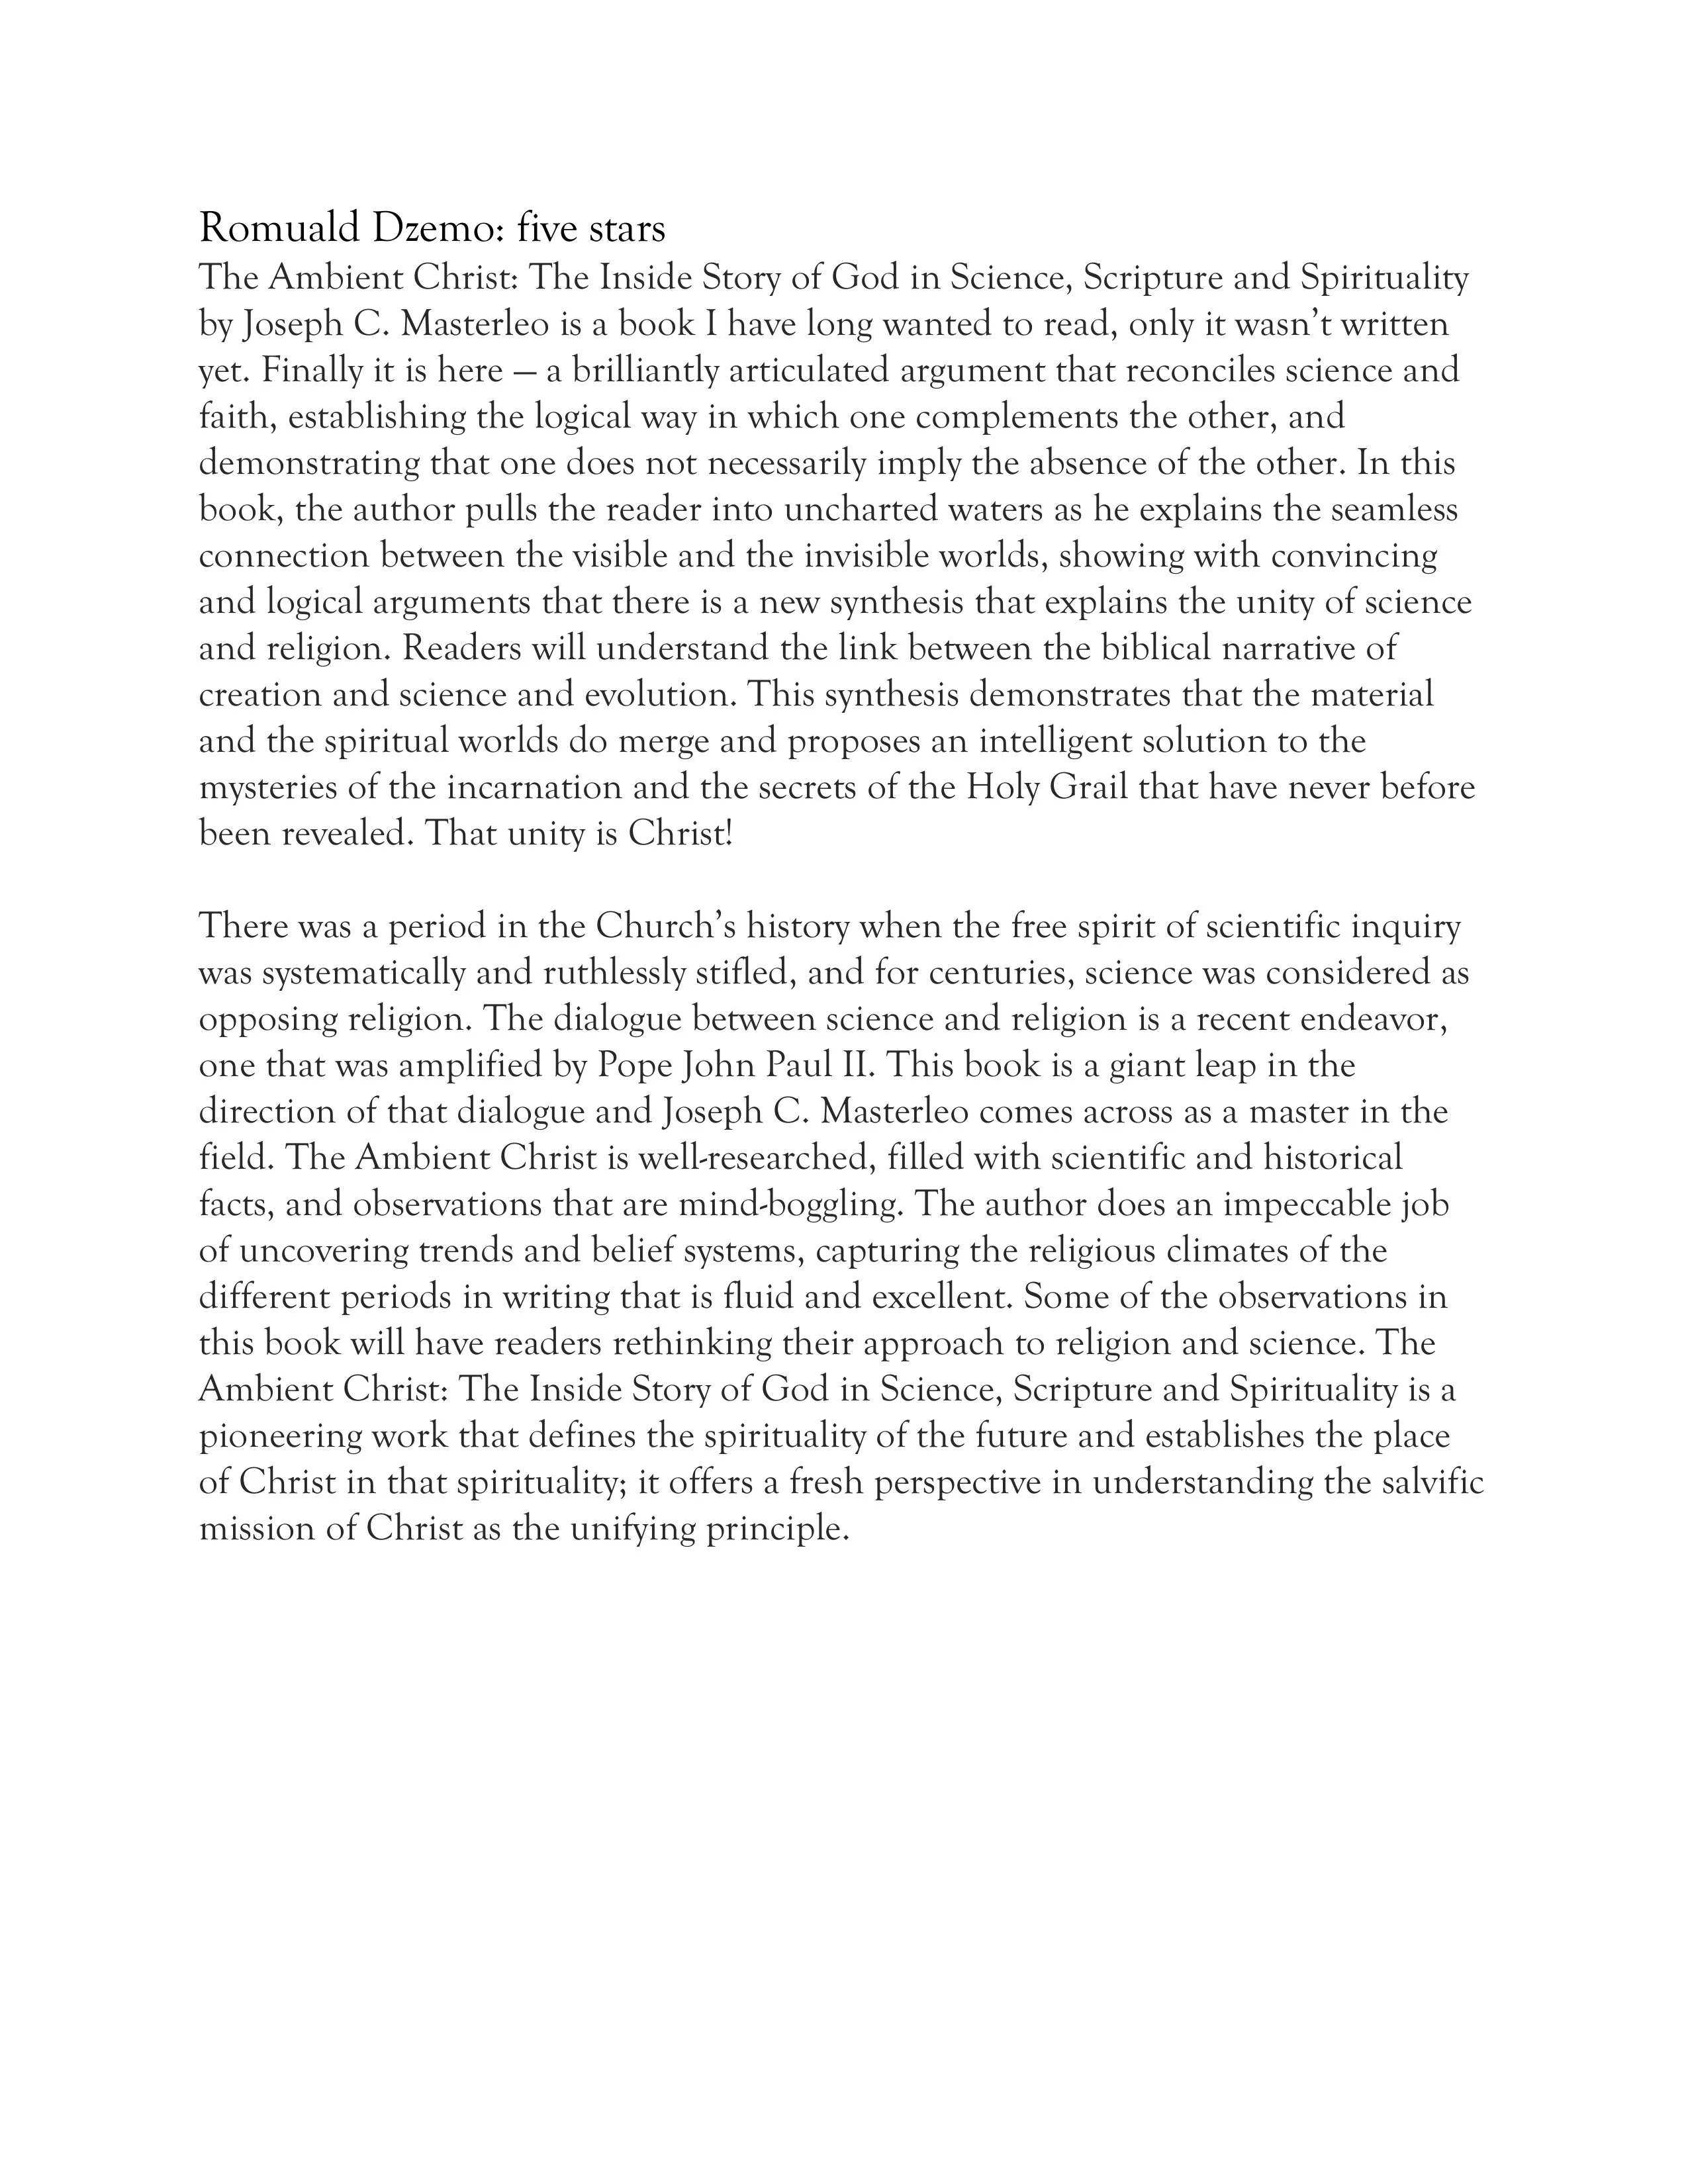 Romuald Dzemo: five stars
The Ambient Christ: The Inside Story of God in Science, Scripture and Spirituality
by Joseph C. Masterleo is a book I have long wanted to read, only it wasn’t written
yet. Finally it is here — a brilliantly articulated argument that reconciles science and
faith, establishing the logical way in which one complements the other, and
demonstrating that one does not necessarily imply the absence of the other. In this
book, the author pulls the reader into uncharted waters as he explains the seamless
connection between the visible and the invisible worlds, showing with convincing
and logical arguments that there is a new synthesis that explains the unity of science
and religion. Readers will understand the link between the biblical narrative of
creation and science and evolution. This synthesis demonstrates that the material
and the spiritual worlds do merge and proposes an intelligent solution to the
mysteries of the incarnation and the secrets of the Holy Grail that have never before
been revealed. That unity is Christ!
There was a period in the Church’s history when the free spirit of scientific inquiry
was systematically and ruthlessly stifled, and for centuries, science was considered as
opposing religion. The dialogue between science and religion is a recent endeavor,
one that was amplified by Pope John Paul II. This book is a giant leap in the
direction of that dialogue and Joseph C. Masterleo comes across as a master in the
field. The Ambient Christ is well-researched, filled with scientific and historical
facts, and observations that are mind-boggling. The author does an impeccable job
of uncovering trends and belief systems, capturing the religious climates of the
different periods in writing that is fluid and excellent. Some of the observations in
this book will have readers rethinking their approach to religion and science. The
Ambient Christ: The Inside Story of God in Science, Scripture and Spirituality is a
pioneering work that defines the spirituality of the future and establishes the place
of Christ in that spirituality; it offers a fresh perspective in understanding the salvific
mission of Christ as the unifying principle.